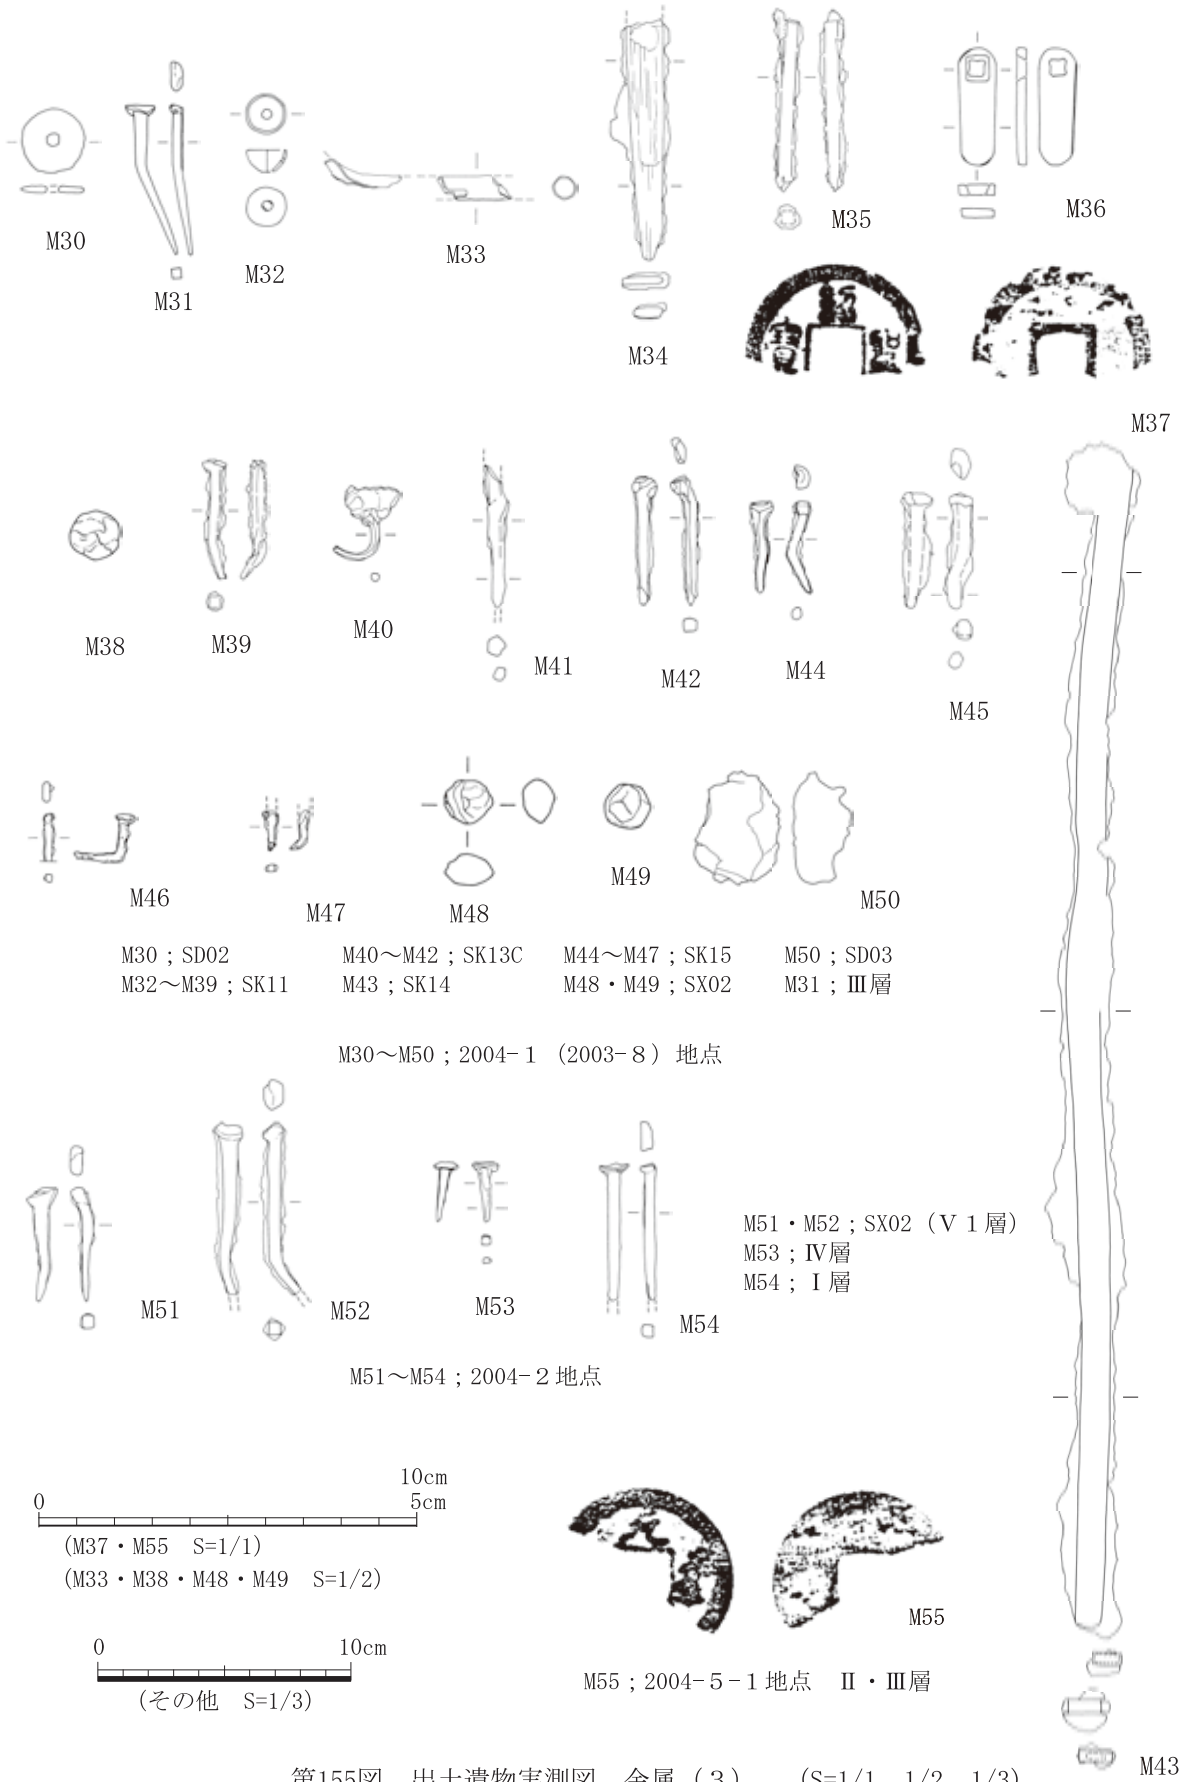 M30
M31
M32
M33
M34
M35
M36
M37
M38
M39
M40
M41
M42
M44
M45
M46
M47
M48
M49
M50
M30；SD02　M40～M42；SK13C　M44～M47；SK15　M50；SD03
M32～M39；SK11　M43；SK14　M48・M49；SX02　M31；Ⅲ層
M30～M50；2004-１（2003-８）地点
M51
M52
M53
M54
M51・M52；SX02（Ⅴ１層）
M53；Ⅳ層
M54；Ⅰ層
M51～M54；2004-２地点
10cm
0　5cm
(M37・M55　S=1/1)
(M33・M38・M48・M49　S=1/2)
0　10cm
(その他　S=1/3)
M55
M55；2004-５-１地点　Ⅱ・Ⅲ層
M43
第155図　出土遺物実測図　金属（３）　（S=1/1　1/2　1/3）